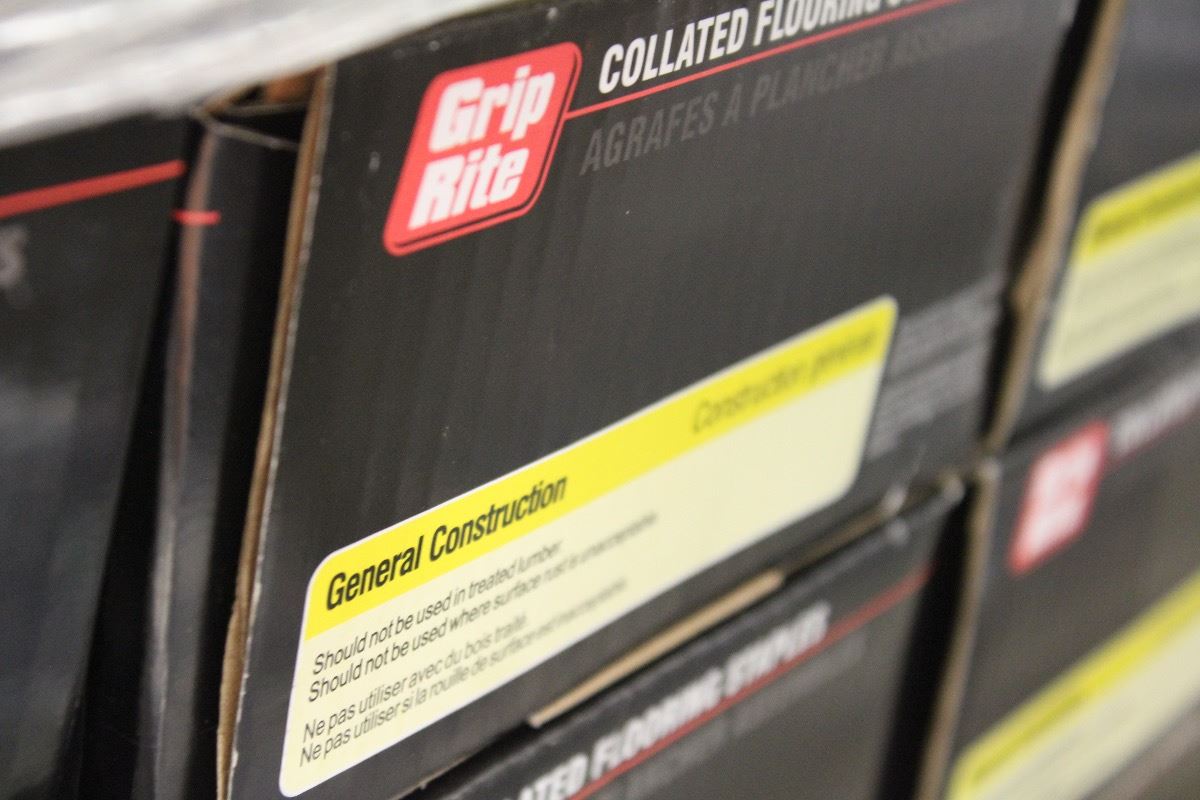 Grip
Rite
COLLATED FLOORING
AGRAFES À PLANCHER ASSEMBLÉES
General Construction
Construction générale
Should not be used in treated lumber.
Should not be used where surface rust is unacceptable.
Ne pas utiliser avec du bois traité.
Ne pas utiliser si la rouille de surface est inacceptable.
FLOORING STAPLES